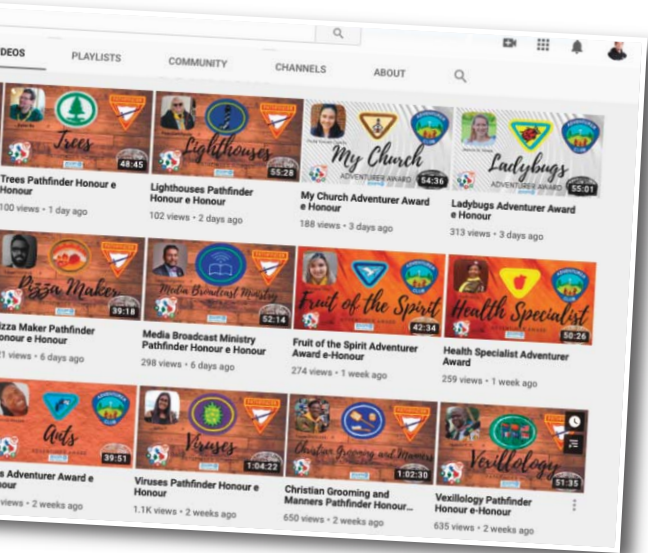 DEOS
PLAYLISTS
COMMUNITY
CHANNELS
ABOUT
Trees
48:45
Trees Pathfinder Honour e
Honour
100 views • 1 day ago
Lighthouses
55:28
Lighthouses Pathfinder
Honour e Honour
102 views • 2 days ago
My Church
ADVENTURER AWARD
54:36
My Church Adventurer Award
e Honour
188 views • 3 days ago
Ladybugs
ADVENTURER AWARD
55:01
Ladybugs Adventurer Award
e Honour
313 views • 3 days ago
Pizza Maker
39:18
izza Maker Pathfinder
onour e Honour
1 views • 6 days ago
Media Broadcast Ministry
52:14
Media Broadcast Ministry
Pathfinder Honour e Honour
298 views • 6 days ago
Fruit of the Spirit
42:34
Fruit of the Spirit Adventurer
Award e-Honour
274 views • 1 week ago
Health Specialist
50:26
Health Specialist Adventurer
Award
259 views • 1 week ago
Ants
39:51
s Adventurer Award e
our
views • 2 weeks ago
Viruses
1:04:22
Viruses Pathfinder Honour e
Honour
1.1K views • 2 weeks ago
Christian Grooming and Manners
1:02:30
Christian Grooming and
Manners Pathfinder Honour...
650 views • 2 weeks ago
Vexillology
51:35
Vexillology Pathfinder
Honour e-Honour
635 views • 2 weeks ago